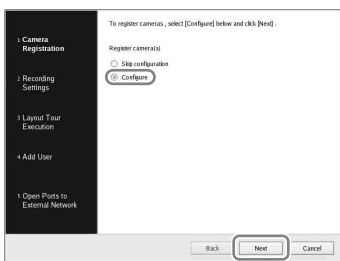 To register cameras , select [Configure] below and click [Next] .
1 Camera
Registration
Register camera(s)
Skip configuration
Configure
2 Recording
Settings
3 Layout Tour
Execution
4 Add User
5 Open Ports to
External Network
Back
Next
Cancel